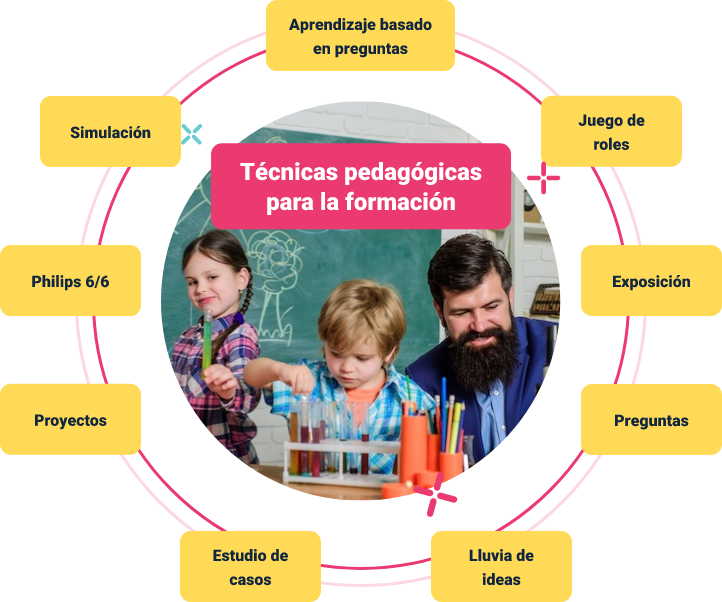 Aprendizaje basado
en preguntas
Simulación
Juego de
roles
Técnicas pedagógicas
para la formación
Philips 6/6
Exposición
Proyectos
Preguntas
Estudio de
casos
Lluvia de
ideas